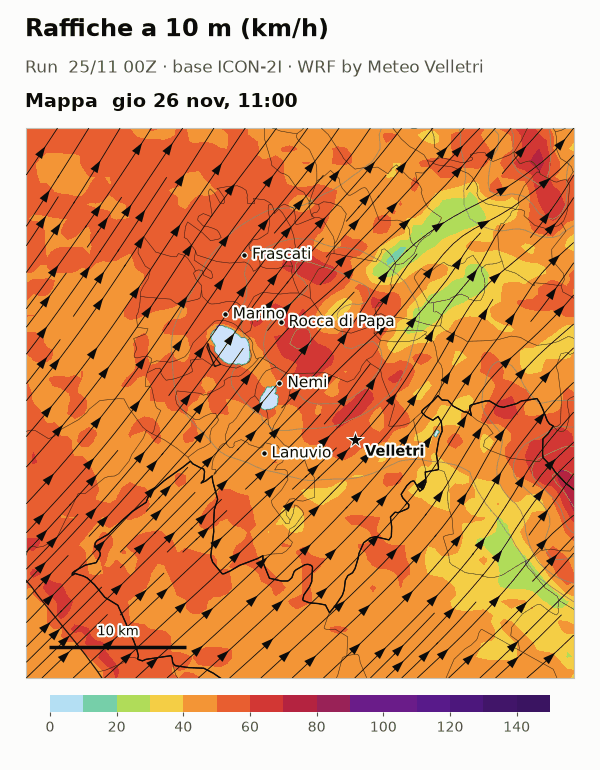 Raffiche a 10 m (km/h)
Run  25/11 00Z · base ICON-2I · WRF by Meteo Velletri
Mappa  gio 26 nov, 11:00
Frascati
Marino
Rocca di Papa
Nemi
Velletri
Lanuvio
10 km
0 20 40 60 80 100 120 140